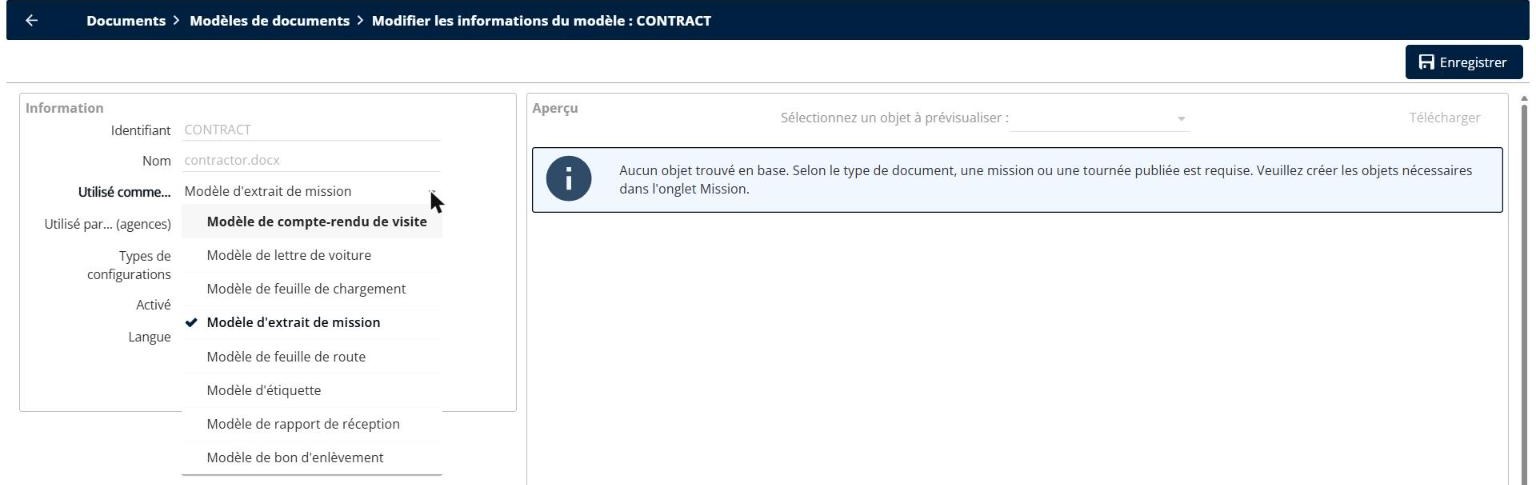 Documents > Modèles de documents > Modifier les informations du modèle : CONTRACT
Enregistrer
Information
Identifiant CONTRACT
Nom contractor.docx
Utilisé comme... Modèle d'extrait de mission
Utilisé par... (agences)
Types de
configurations
Activé
Langue
Modèle de compte-rendu de visite
Modèle de lettre de voiture
Modèle de feuille de chargement
Modèle d'extrait de mission
Modèle de feuille de route
Modèle d'étiquette
Modèle de rapport de réception
Modèle de bon d'enlèvement
Aperçu
Sélectionnez un objet à prévisualiser :
Télécharger
Aucun objet trouvé en base. Selon le type de document, une mission ou une tournée publiée est requise. Veuillez créer les objets nécessaires
dans l'onglet Mission.